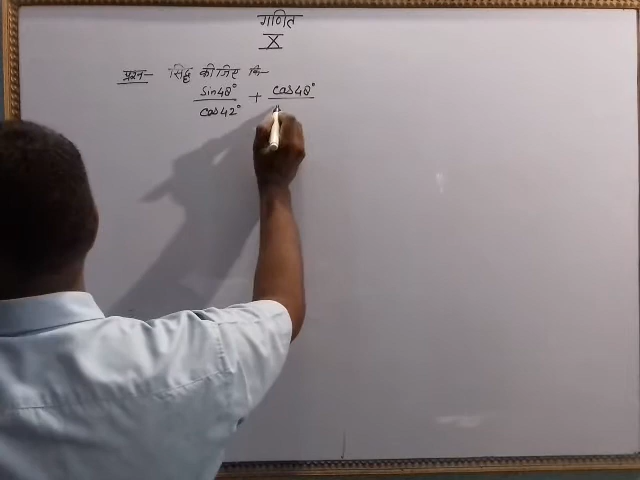 गणित
X
प्रश्न- सिद्ध कीजिए कि-
sin48° / cos42° + cos48° /